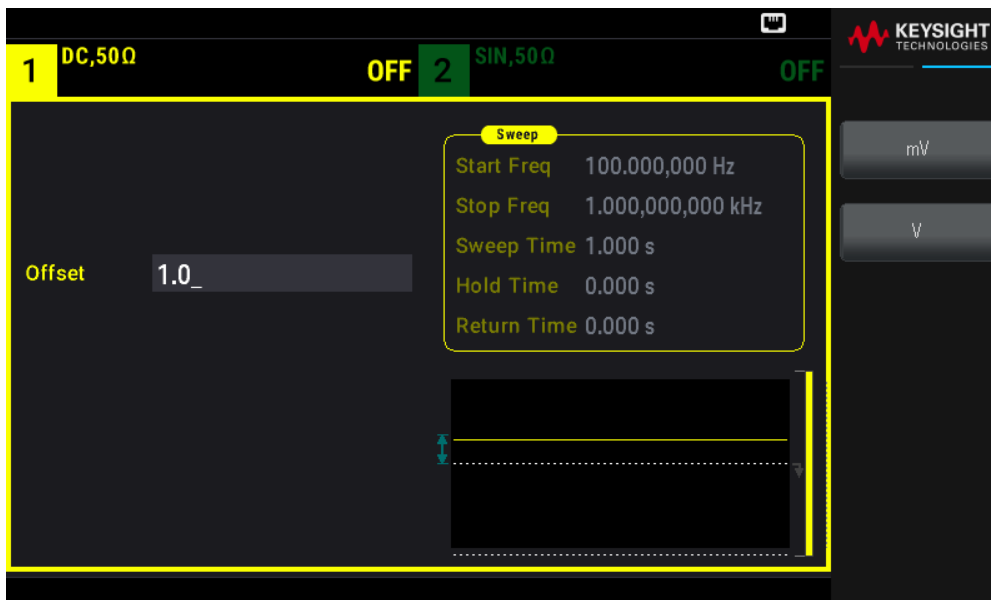 KEYSIGHT
TECHNOLOGIES
1 DC,50Ω OFF 2 SIN,50Ω OFF
Sweep
Start Freq 100.000,000 Hz
Stop Freq 1.000,000,000 kHz
Sweep Time 1.000 s
Offset 1.0_
Hold Time 0.000 s
Return Time 0.000 s
mV
V